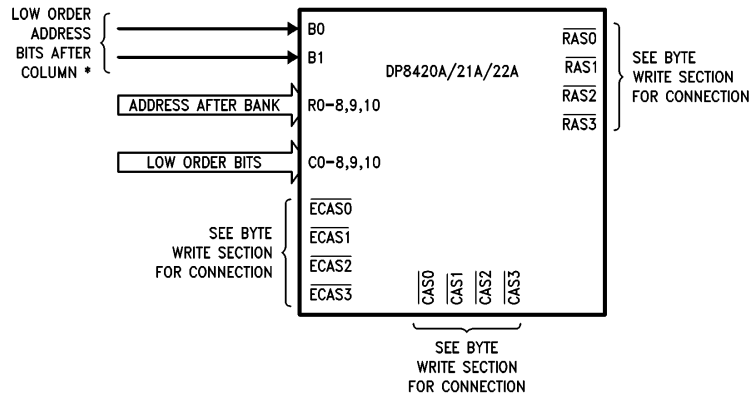 LOW ORDER
ADDRESS
BITS AFTER
COLUMN *
B0
B1
ADDRESS AFTER BANK
R0-8,9,10
LOW ORDER BITS
C0-8,9,10
DP8420A/21A/22A
RAS0
RAS1
RAS2
RAS3
SEE BYTE
WRITE SECTION
FOR CONNECTION
SEE BYTE
WRITE SECTION
FOR CONNECTION
ECAS0
ECAS1
ECAS2
ECAS3
CAS0
CAS1
CAS2
CAS3
SEE BYTE
WRITE SECTION
FOR CONNECTION